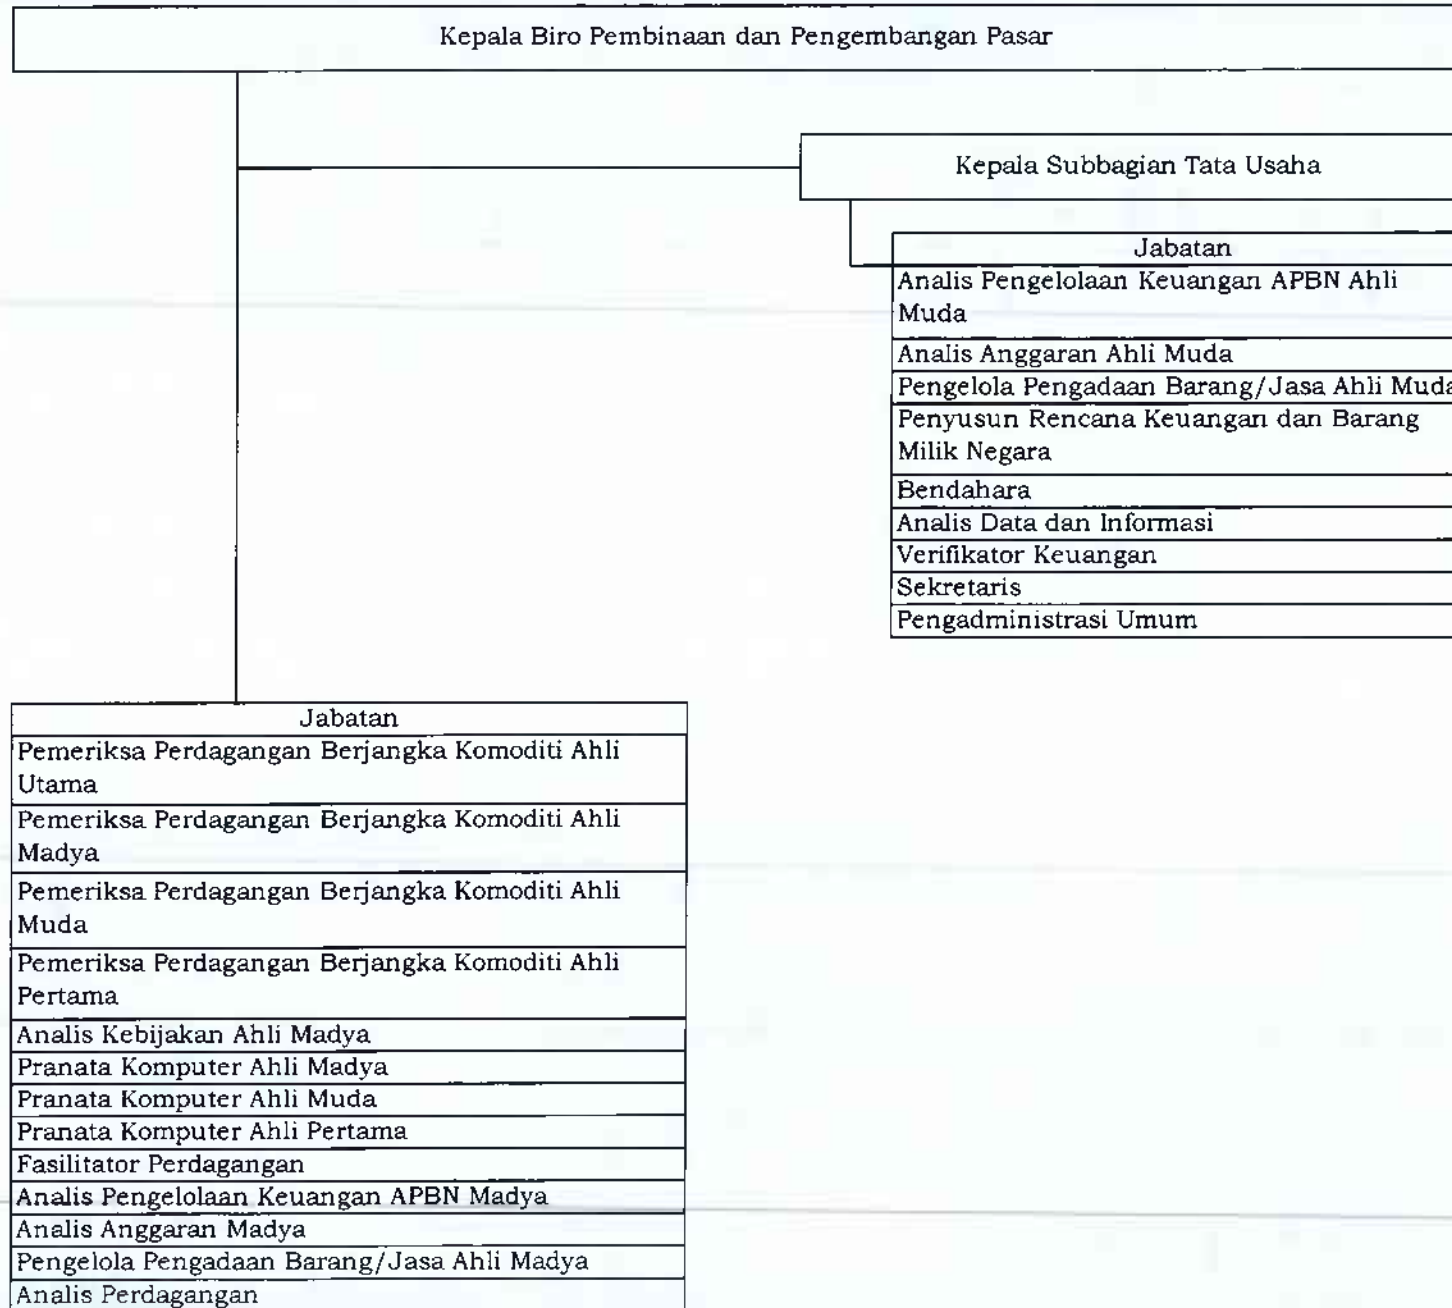 Kepala Biro Pembinaan dan Pengembangan Pasar
Kepala Subbagian Tata Usaha
Jabatan
Analis Pengelolaan Keuangan APBN Ahli
Muda
Analis Anggaran Ahli Muda
Pengelola Pengadaan Barang/Jasa Ahli Muda
Penyusun Rencana Keuangan dan Barang
Milik Negara
Bendahara
Analis Data dan Informasi
Verifikator Keuangan
Sekretaris
Pengadministrasi Umum
Jabatan
Pemeriksa Perdagangan Berjangka Komoditi Ahli
Utama
Pemeriksa Perdagangan Berjangka Komoditi Ahli
Madya
Pemeriksa Perdagangan Berjangka Komoditi Ahli
Muda
Pemeriksa Perdagangan Berjangka Komoditi Ahli
Pertama
Analis Kebijakan Ahli Madya
Pranata Komputer Ahli Madya
Pranata Komputer Ahli Muda
Pranata Komputer Ahli Pertama
Fasilitator Perdagangan
Analis Pengelolaan Keuangan APBN Madya
Analis Anggaran Madya
Pengelola Pengadaan Barang/Jasa Ahli Madya
Analis Perdagangan